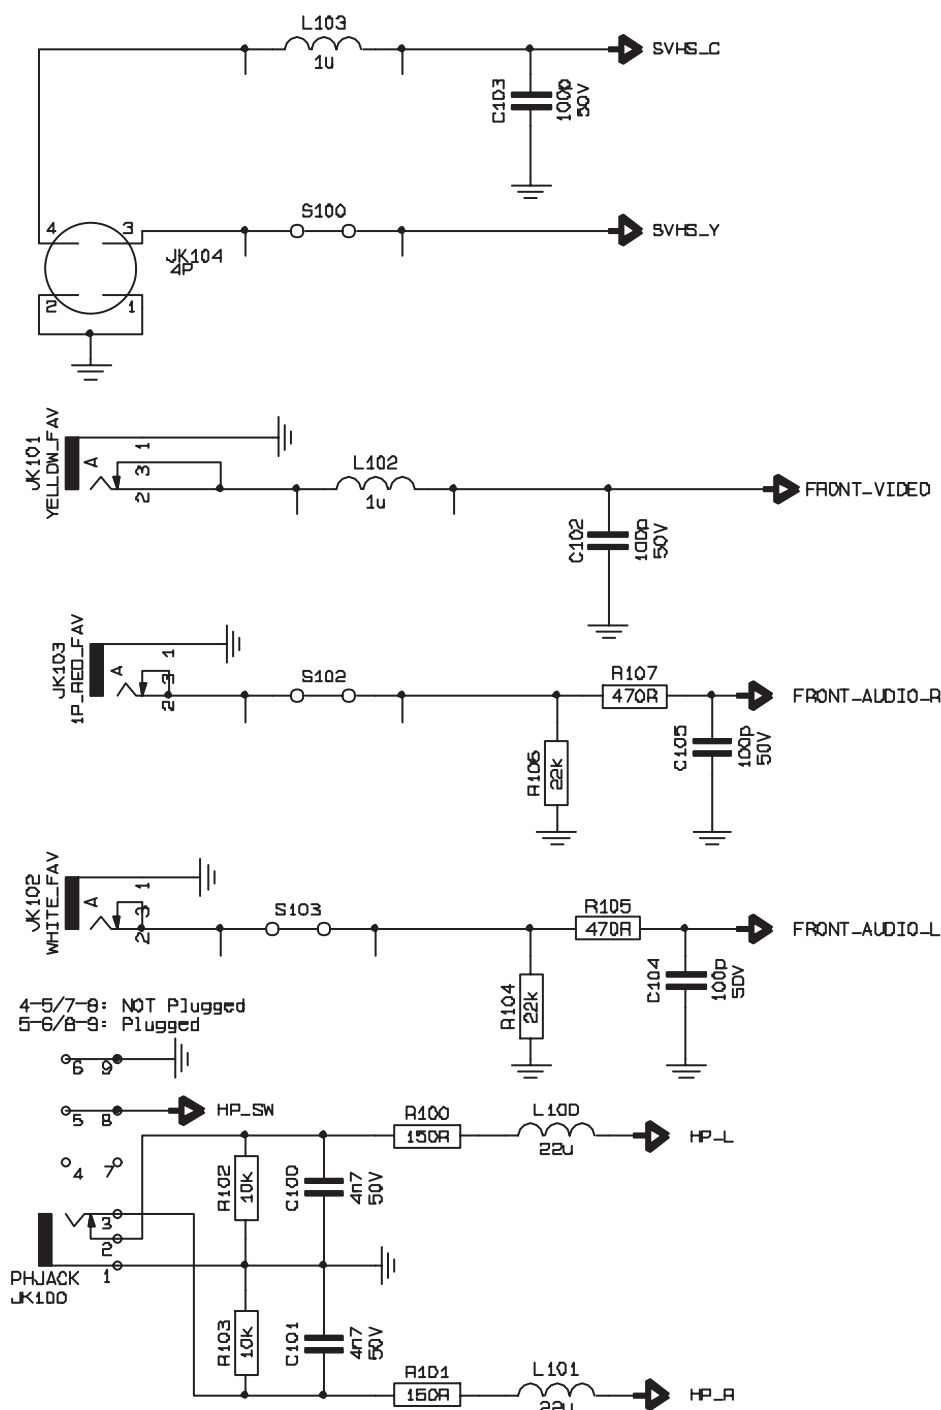 L103
1u
SVHS_C
C103
100p
50V
4
3
S100
SVHS_Y
JK104
4P
2
1
JK101
YELLOW_FAV
A
1
3
2
L102
1u
FRONT_VIDEO
C102
100p
50V
JK103
1P_RED_FAV
A
1
3
2
S102
R107
470R
FRONT_AUDIO_R
R106
22k
C105
100p
50V
JK102
WHITE_FAV
A
1
3
2
S103
R105
470R
FRONT_AUDIO_L
R104
22k
C104
100p
50V
4-5/7-8: NOT Plugged
5-6/8-9: Plugged
6
9
5
8
HP_SW
4
7
R100
150R
L100
22u
HP_L
R102
10k
C100
4n7
50V
3
2
1
PHJACK
JK100
R103
10k
C101
4n7
50V
R101
150R
L101
22u
HP_R